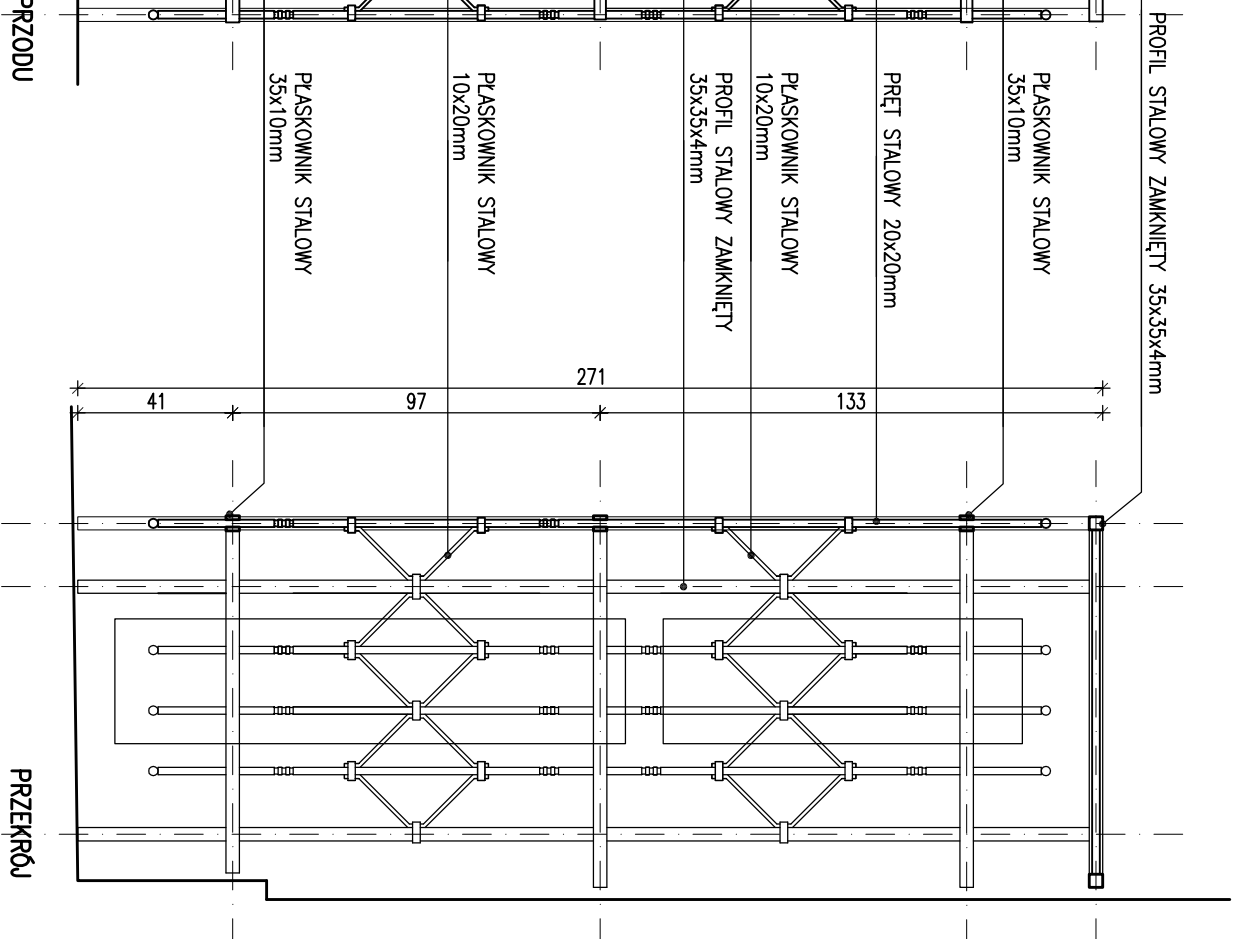 PRZODU
PROFIL STALOWY ZAMKNIĘTY 35x35x4mm
PŁASKOWNIK STALOWY
35x10mm
PRĘT STALOWY 20x20mm
PŁASKOWNIK STALOWY
10x20mm
PROFIL STALOWY ZAMKNIĘTY
35x35x4mm
PŁASKOWNIK STALOWY
10x20mm
PŁASKOWNIK STALOWY
35x10mm
271
41
97
133
PRZEKRÓJ